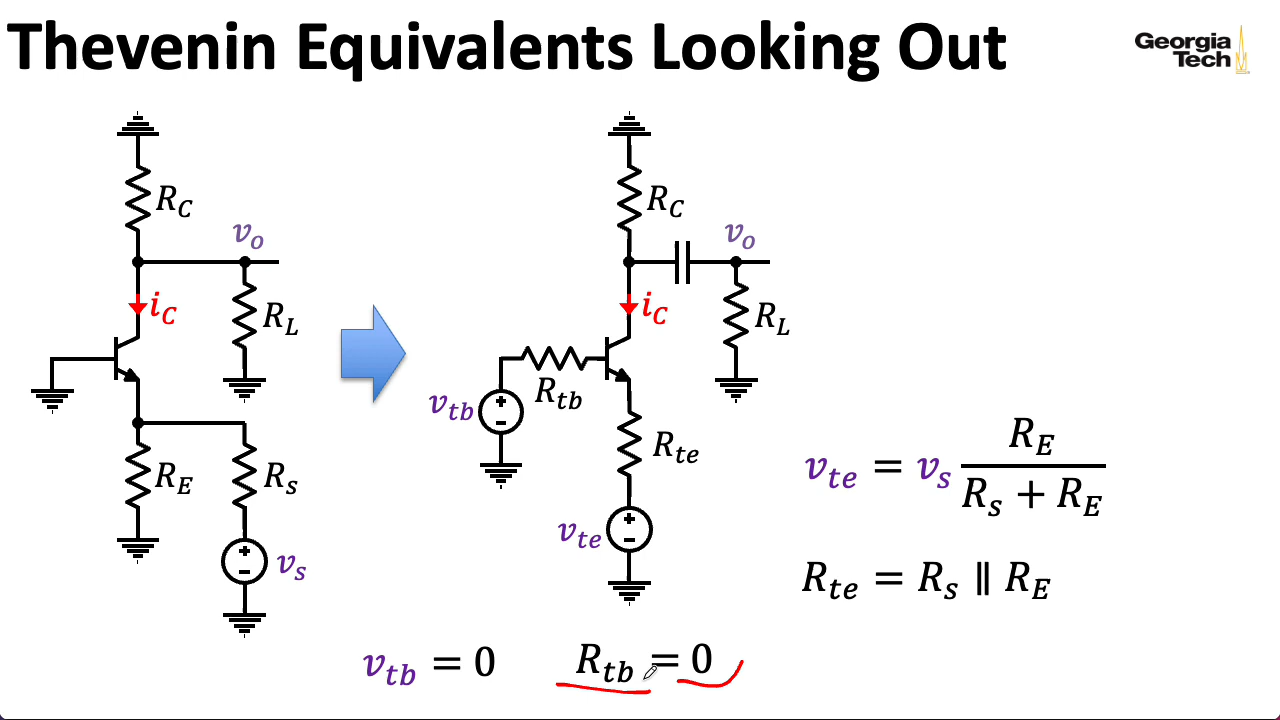 Thevenin Equivalents Looking Out
Georgia
Tech
R_C
R_C
v_o
v_o
i_C
i_C
R_L
R_L
R_tb
v_tb
R_E
R_s
R_te
v_te = v_s R_E / (R_s + R_E)
v_te
v_s
R_te = R_s ∥ R_E
v_tb = 0
R_tb = 0